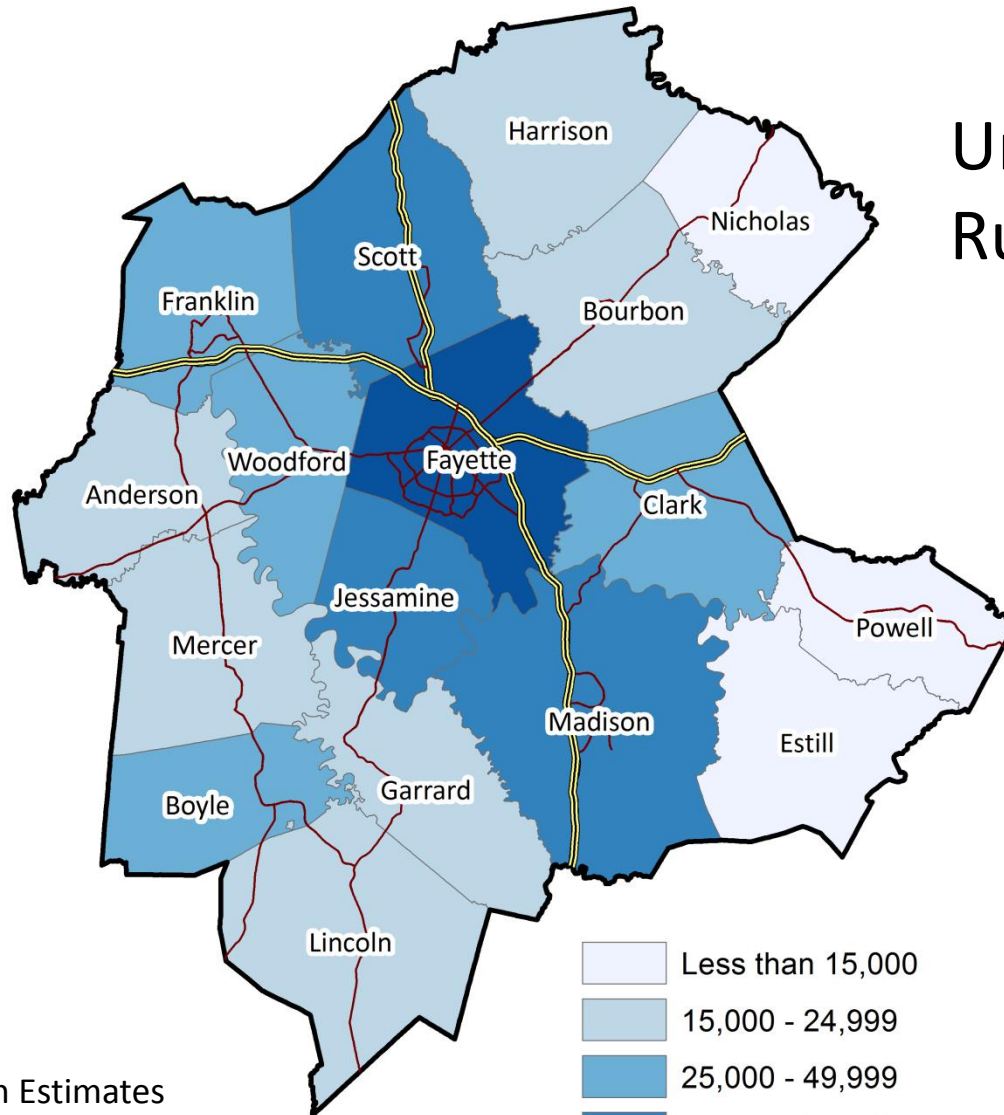 Harrison
Nicholas
Scott
Bourbon
Franklin
Woodford
Fayette
Anderson
Clark
Jessamine
Powell
Mercer
Madison
Estill
Boyle
Garrard
Lincoln
Less than 15,000
15,000 - 24,999
25,000 - 49,999
Estimates